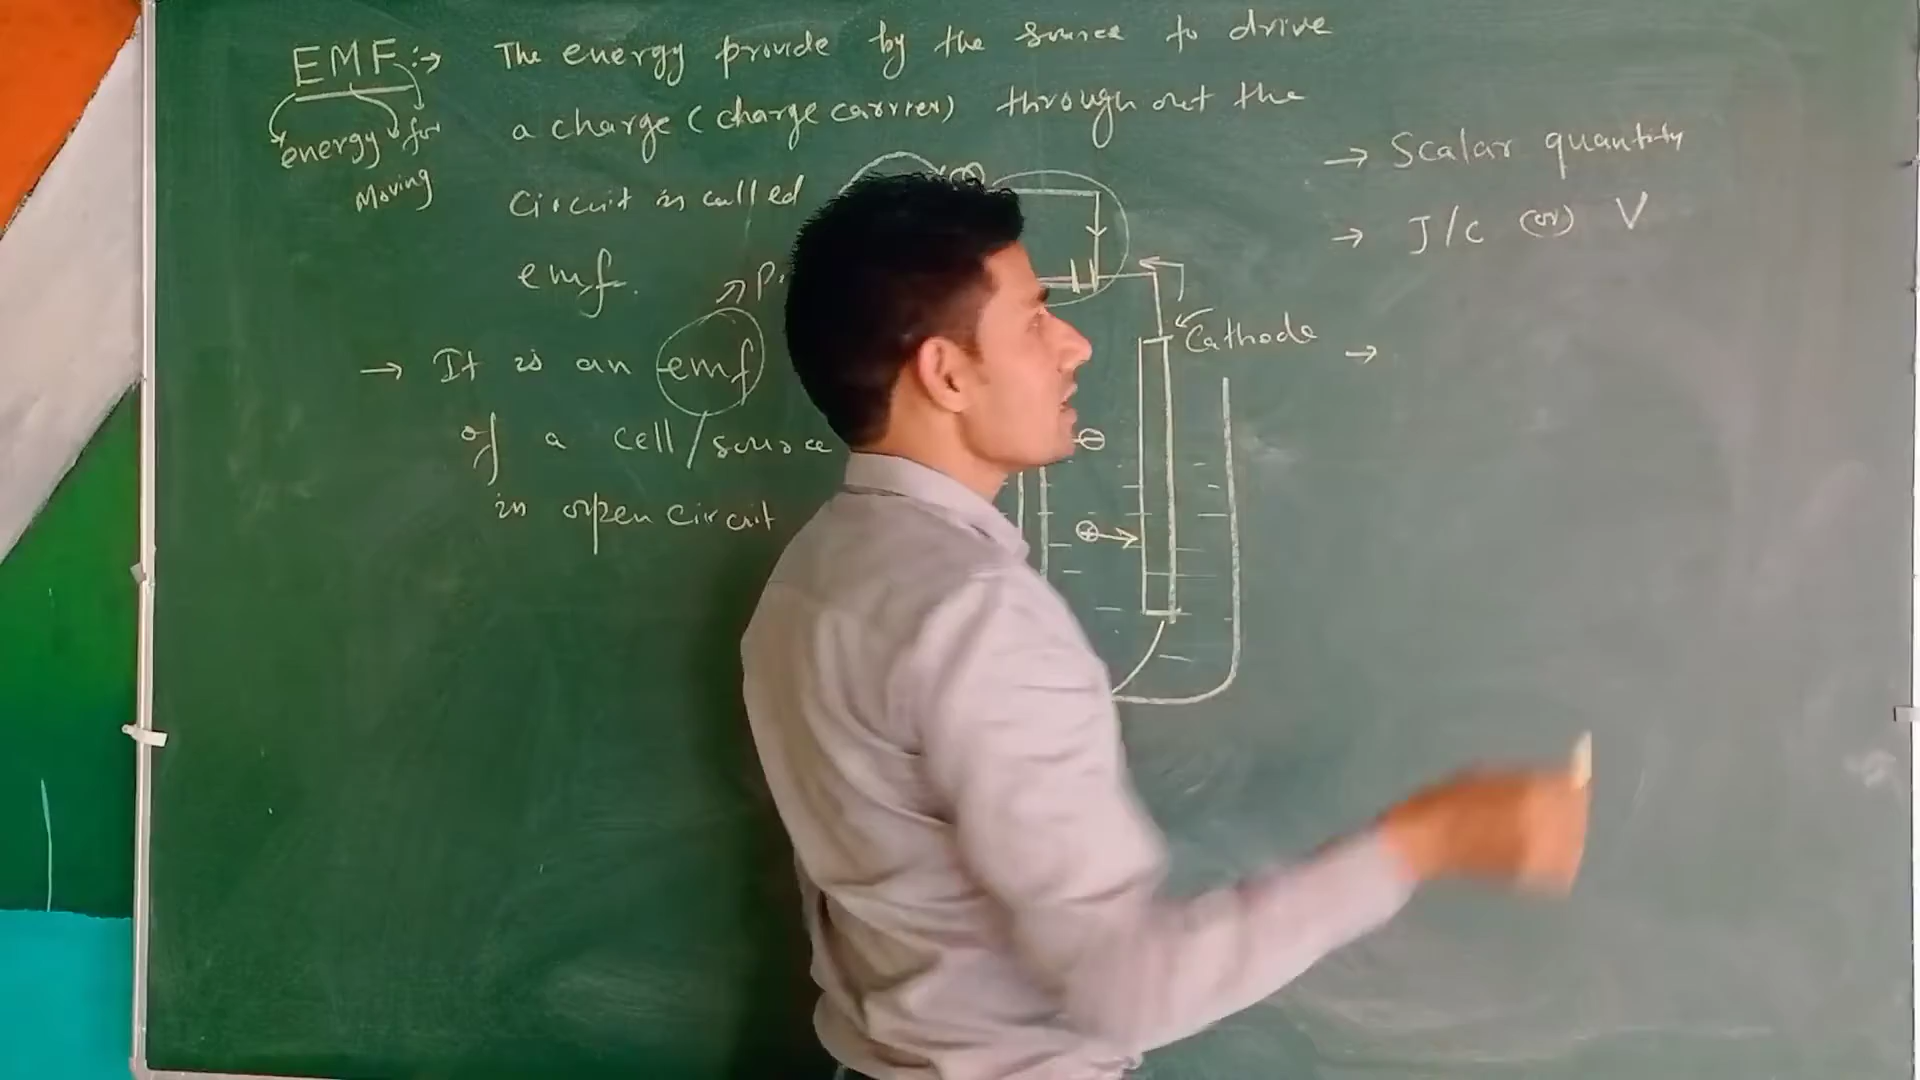 EMF :→ The energy provide by the source to drive
energy for
Moving
a charge (charge carrier) through out the
circuit is called
emf.
P.
→ It is an emf
of a cell/source
in open circuit
Cathode
⊖
⊕→
→ Scalar quantity
→ J/C (or) V
→